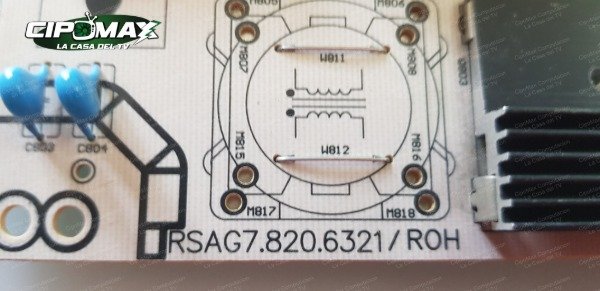 CIPOMAX
LA CASA DEL TV
M805
M804
W811
M807
M808
W812
M815
M816
C803
C804
M817
M818
RSAG7.820.6321/ROH